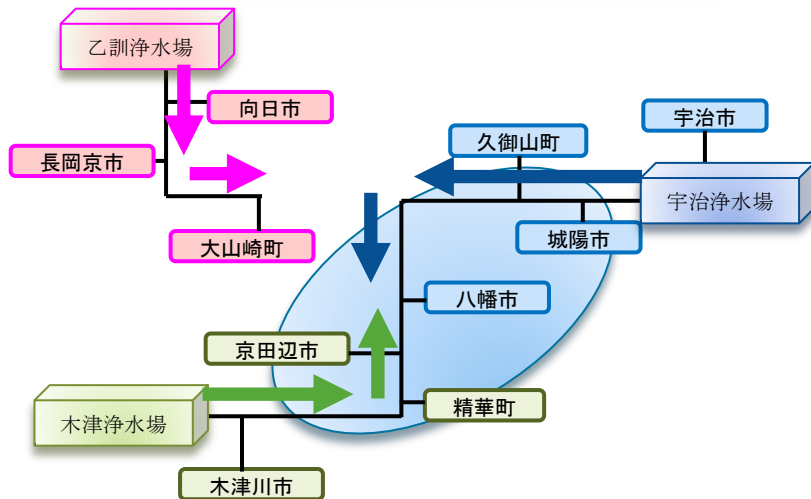 乙訓浄水場
向日市
長岡京市
大山崎町
久御山町
宇治市
宇治浄水場
城陽市
八幡市
京田辺市
精華町
木津浄水場
木津川市